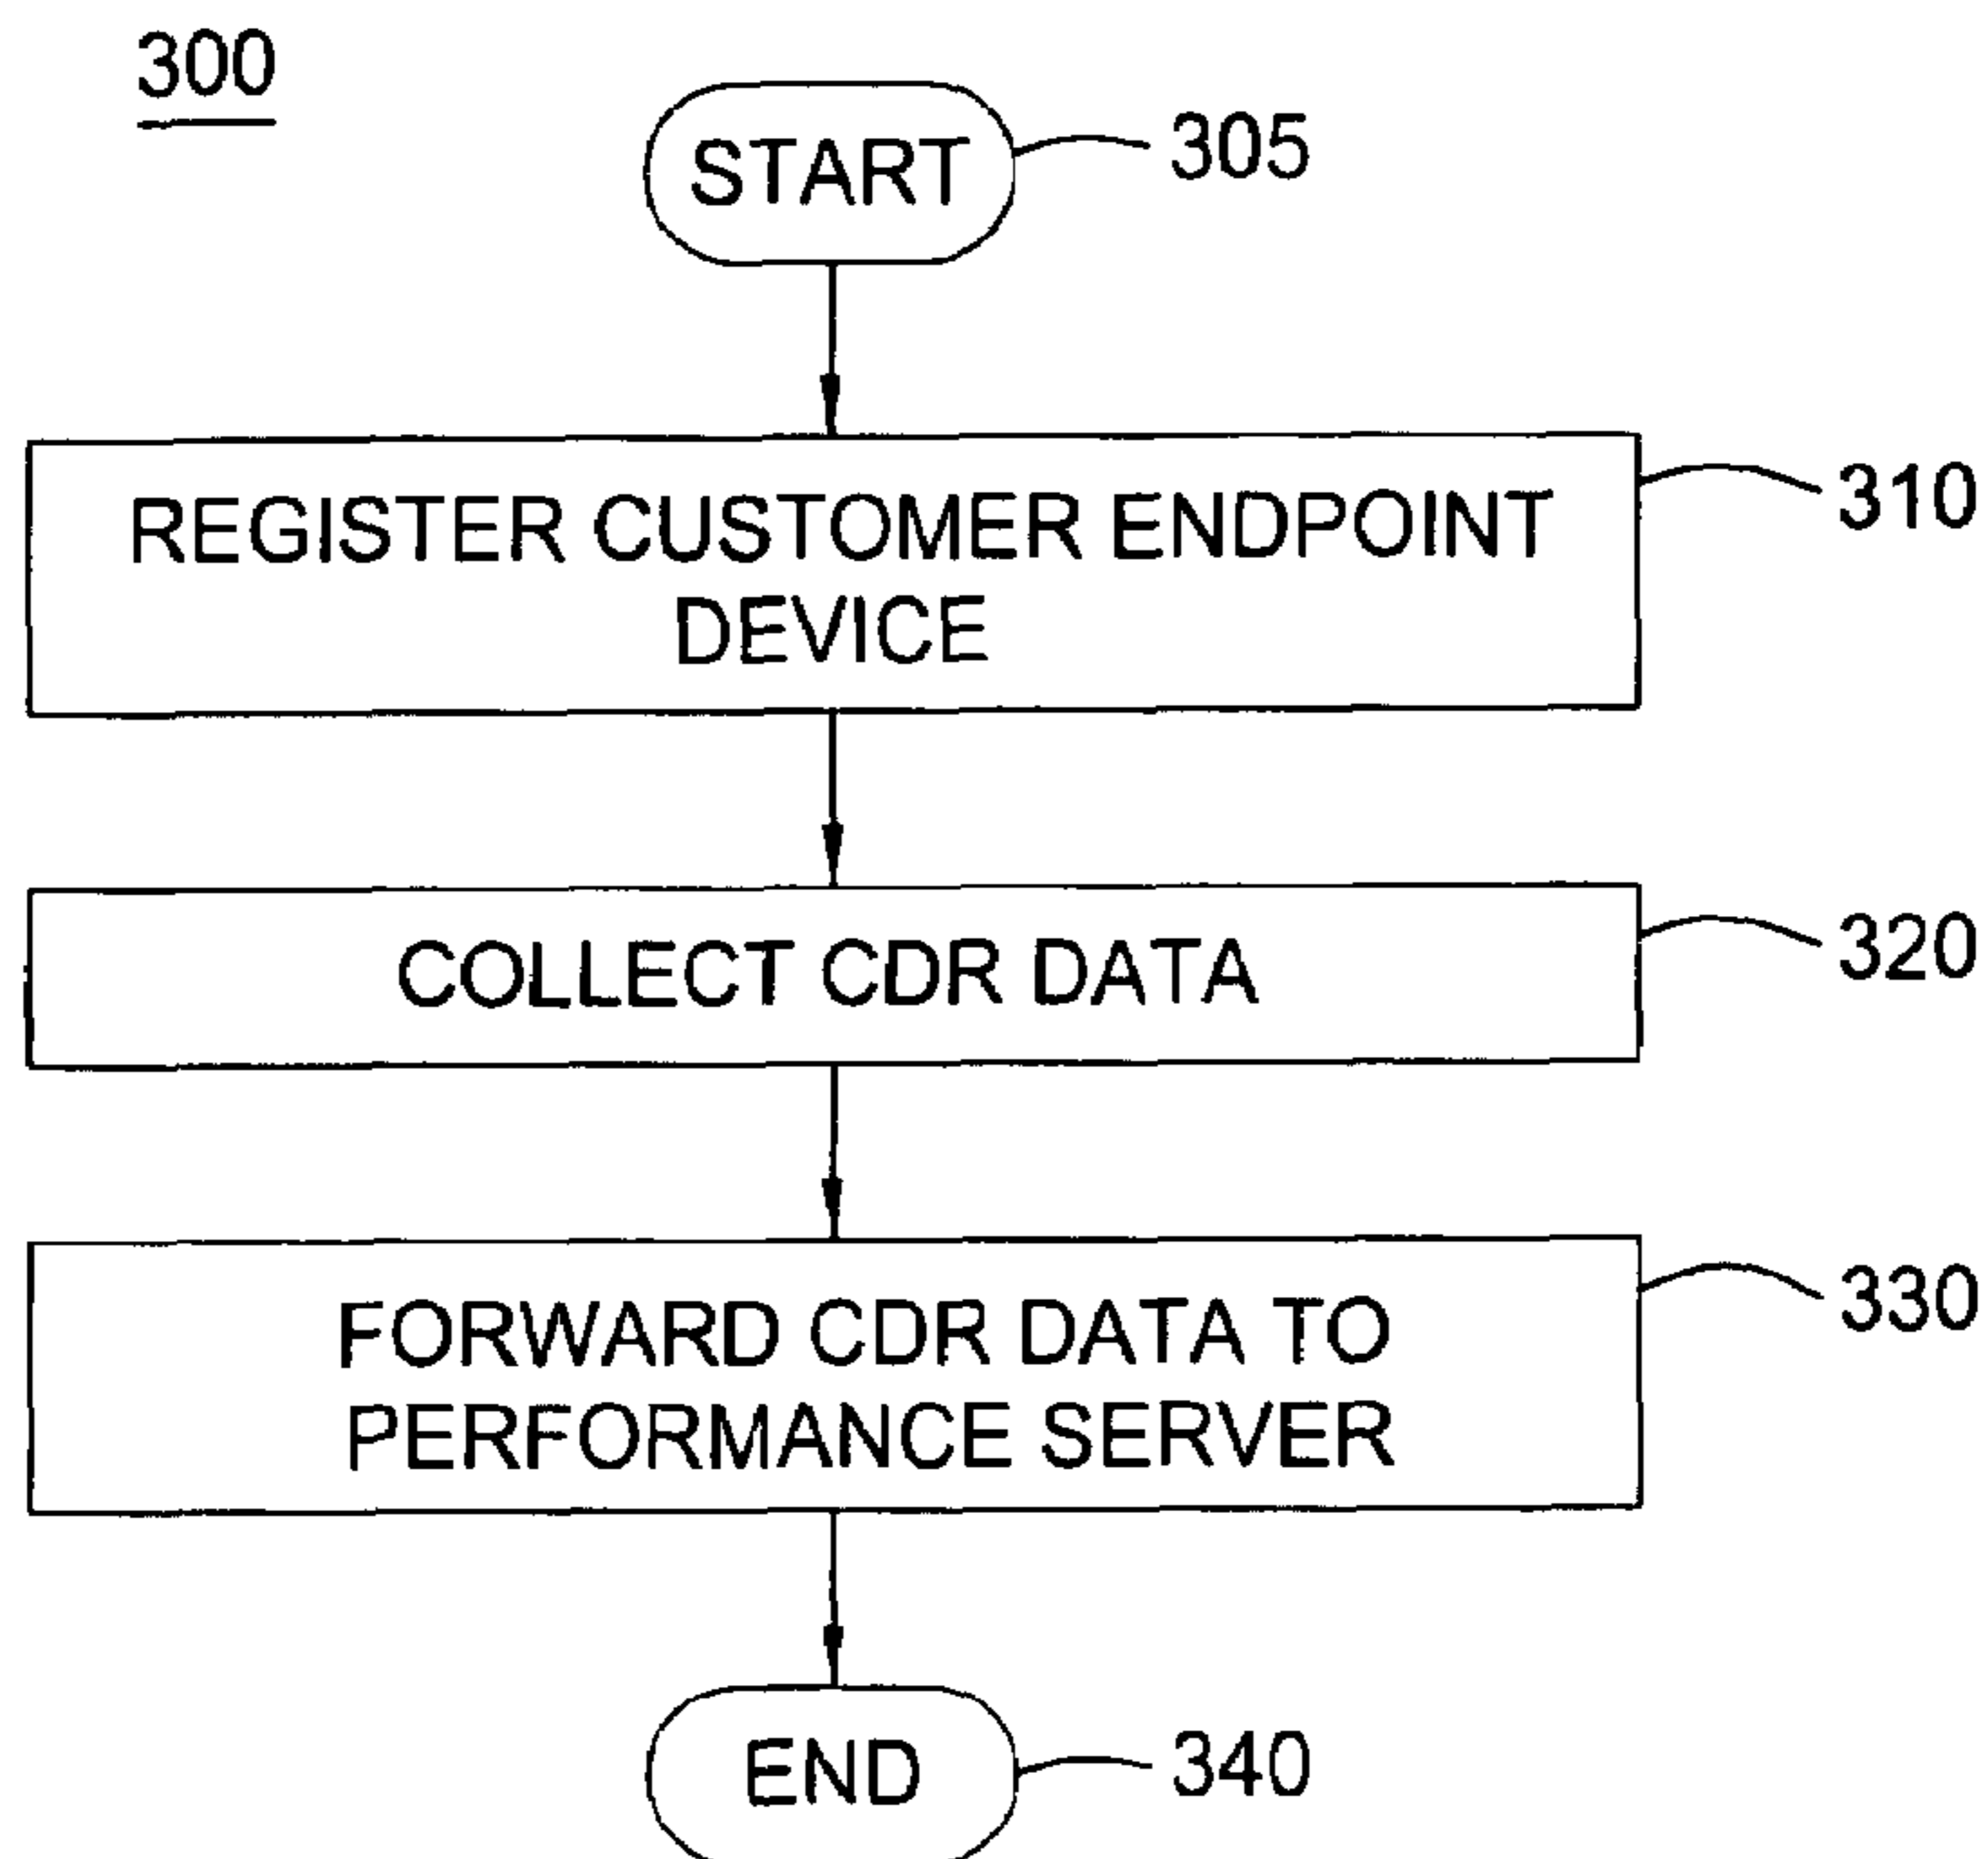 300
START
305
REGISTER CUSTOMER ENDPOINT
DEVICE
310
COLLECT CDR DATA
320
FORWARD CDR DATA TO
PERFORMANCE SERVER
330
END
340